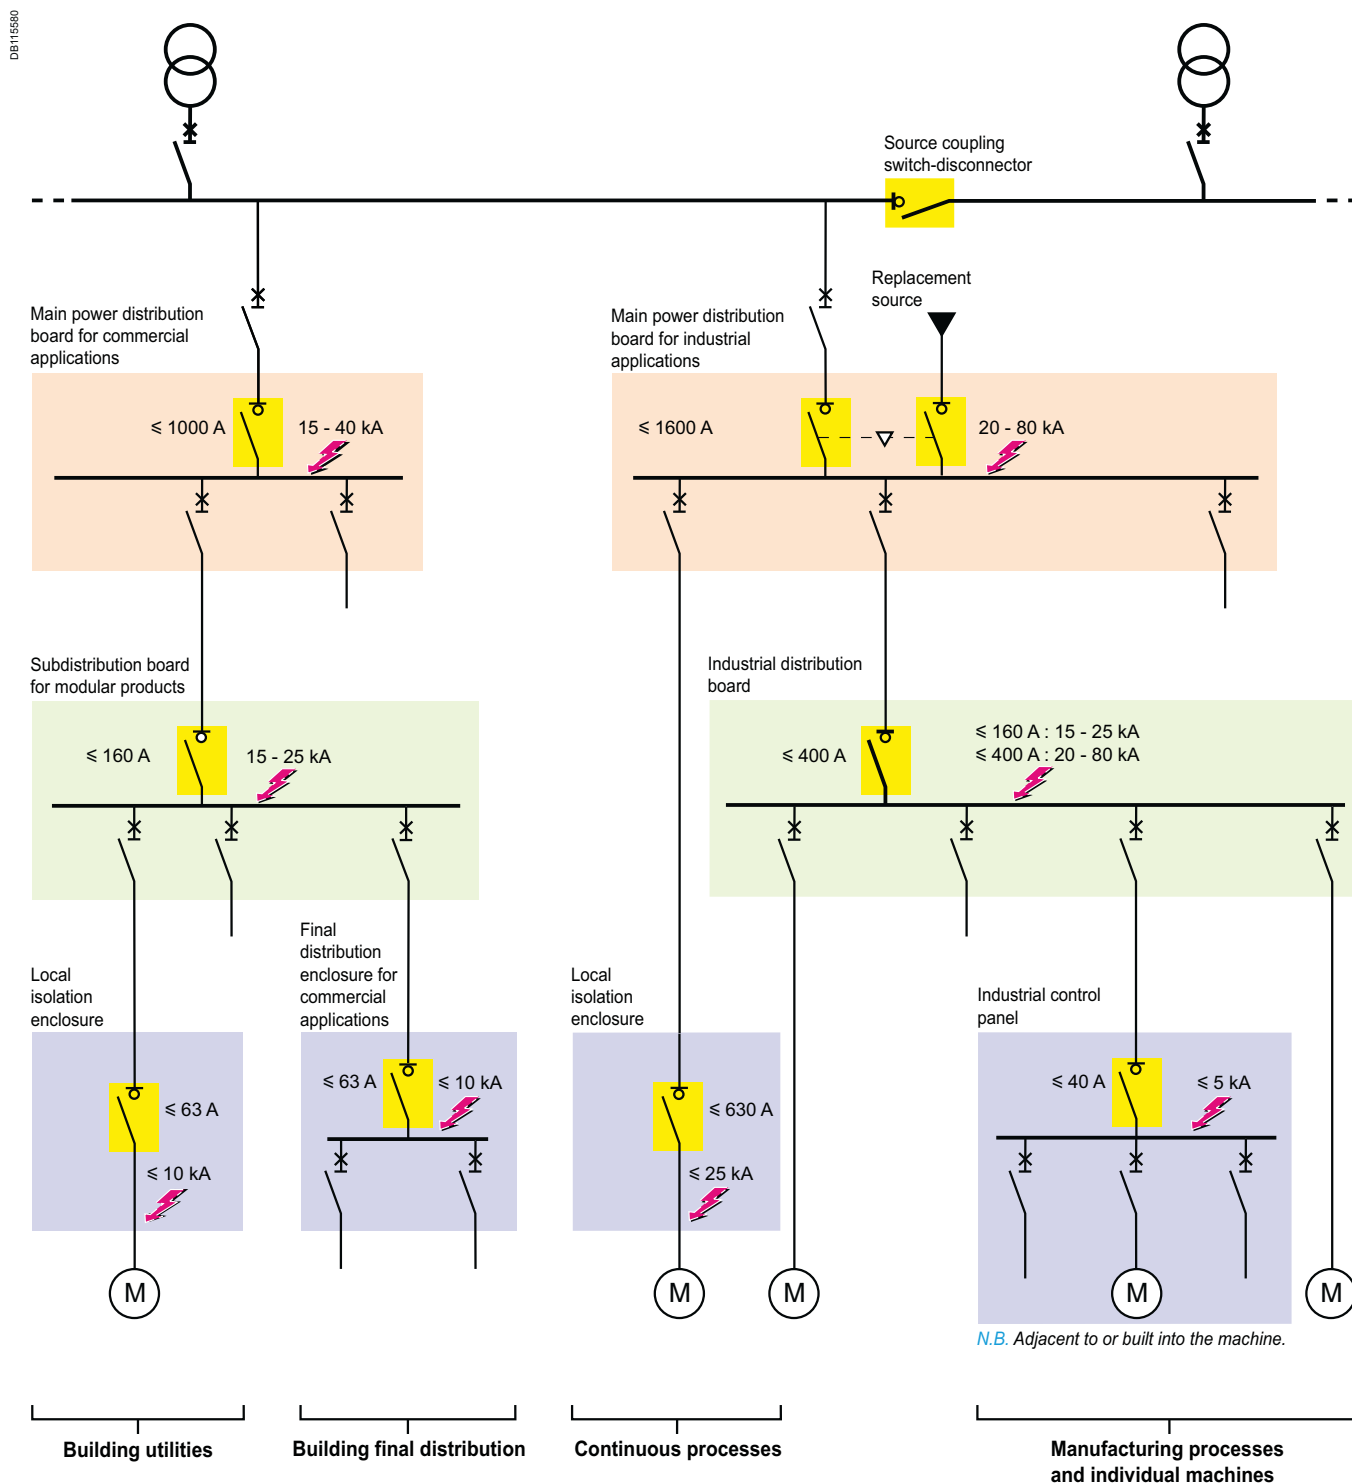 DB115580
Source coupling
switch-disconnector
Replacement
source
Main power distribution
board for commercial
applications
Main power distribution
board for industrial
applications
≤ 1000 A
15 - 40 kA
≤ 1600 A
20 - 80 kA
Subdistribution board
for modular products
Industrial distribution
board
≤ 160 A
15 - 25 kA
≤ 400 A
≤ 160 A : 15 - 25 kA
≤ 400 A : 20 - 80 kA
Local
isolation
enclosure
Final
distribution
enclosure for
commercial
applications
Local
isolation
enclosure
Industrial control
panel
≤ 63 A
≤ 10 kA
≤ 63 A
≤ 10 kA
≤ 630 A
≤ 25 kA
≤ 40 A
≤ 5 kA
M
M
M
M
M
N.B. Adjacent to or built into the machine.
Building utilities
Building final distribution
Continuous processes
Manufacturing processes
and individual machines